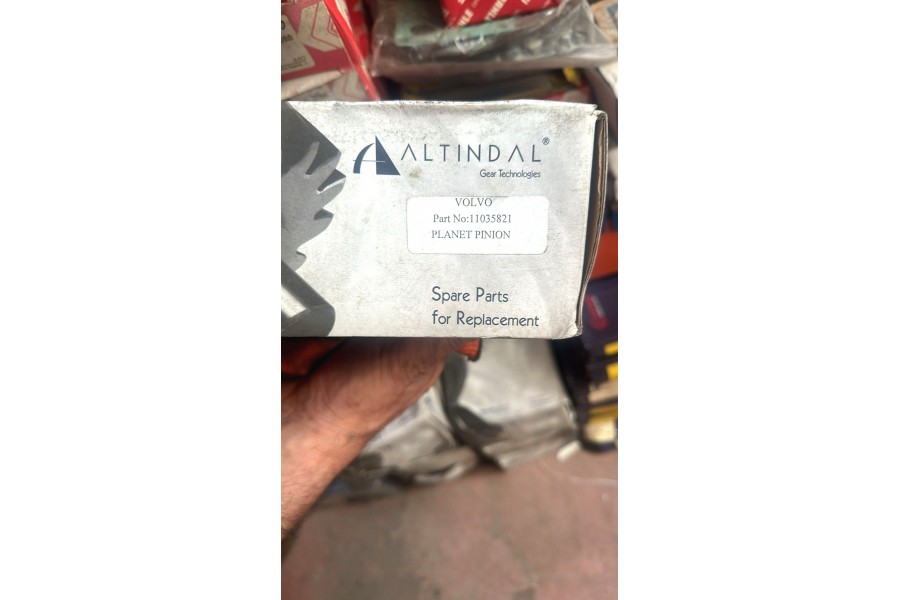 ALTINDAL®
Gear Technologies
VOLVO
Part No:11035821
PLANET PINION
Spare Parts
for Replacement